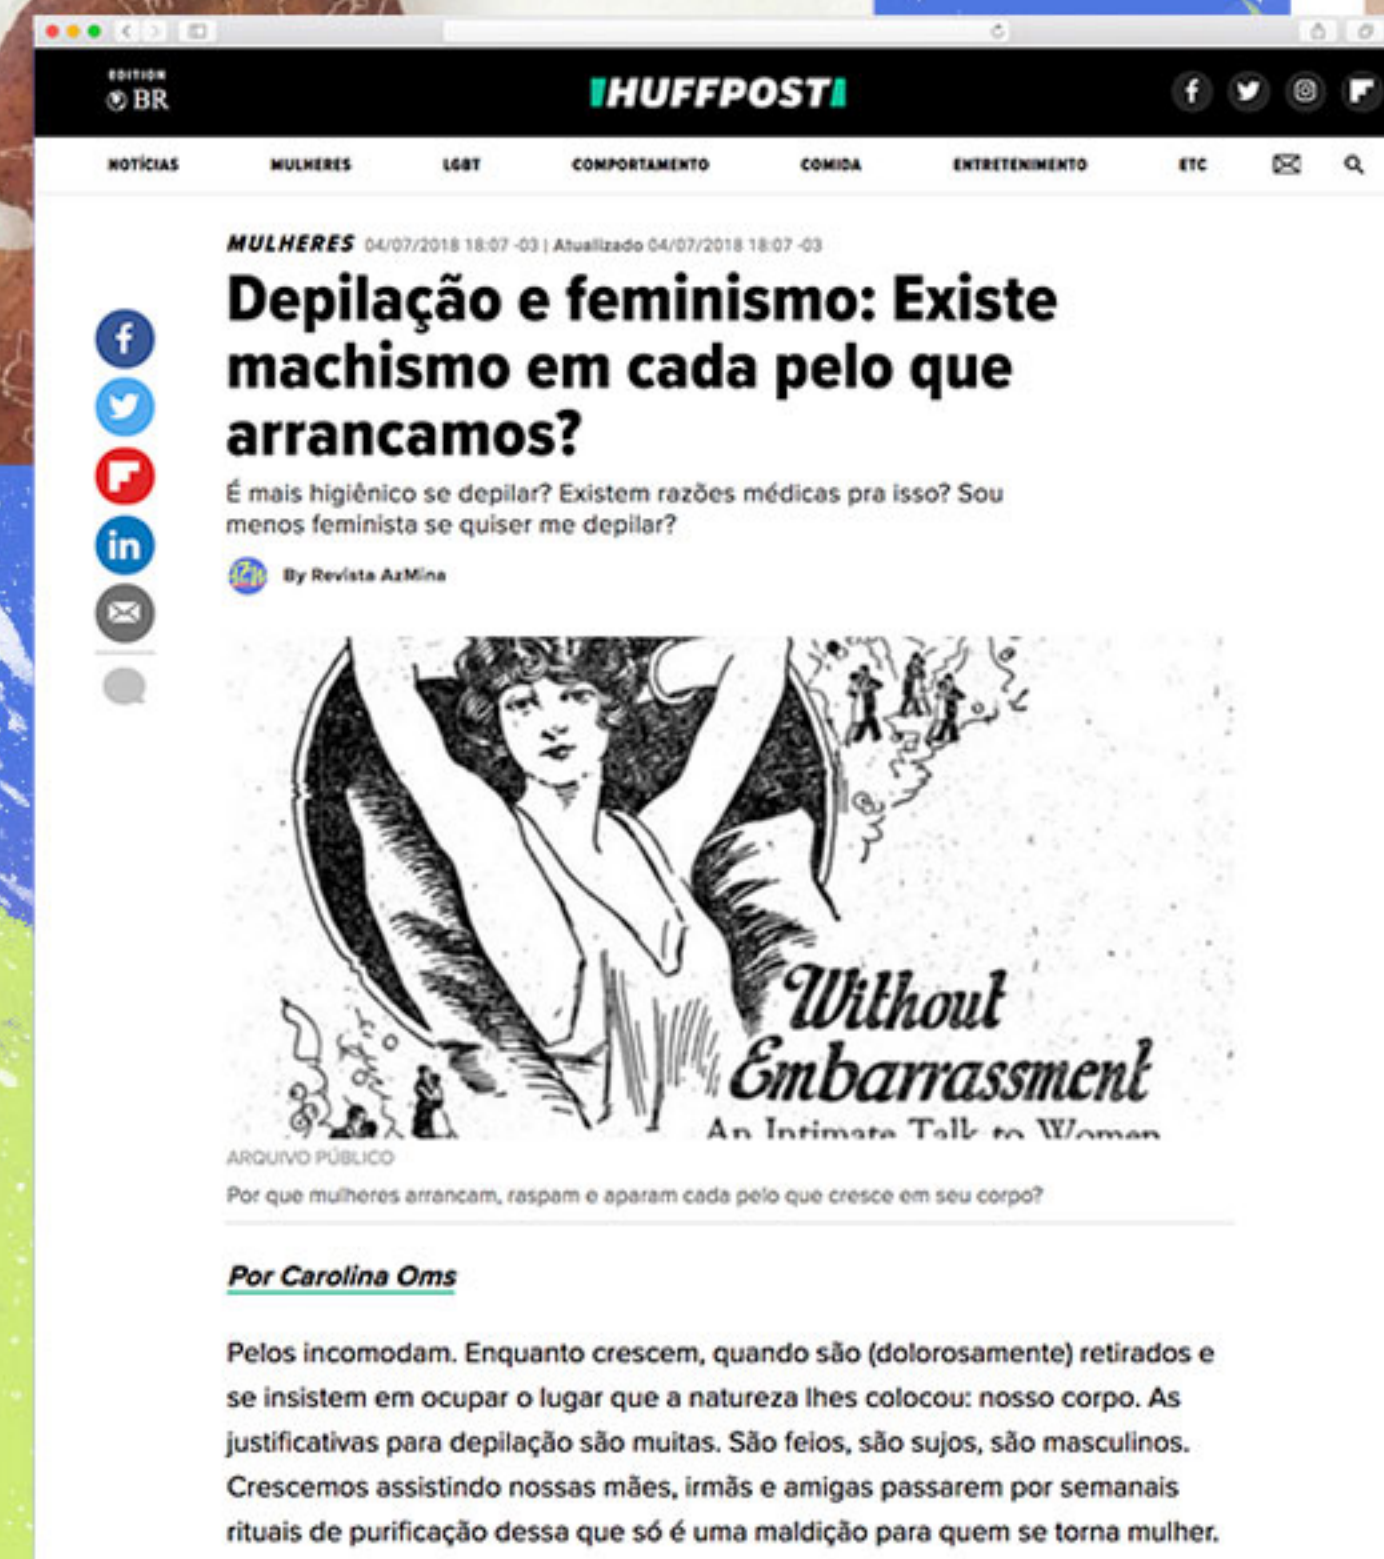 EDITION
BR
HUFFPOST
NOTÍCIAS MULHERES LGBT COMPORTAMENTO COMIDA ENTRETENIMENTO ETC
MULHERES 04/07/2018 18:07 -03 | Atualizado 04/07/2018 18:07 -03
Depilação e feminismo: Existe
machismo em cada pelo que
arrancamos?
É mais higiênico se depilar? Existem razões médicas pra isso? Sou
menos feminista se quiser me depilar?
By Revista AzMina
Without
Embarrassment
An Intimate Talk to Women
ARQUIVO PÚBLICO
Por que mulheres arrancam, raspam e aparam cada pelo que cresce em seu corpo?
Por Carolina Oms
Pelos incomodam. Enquanto crescem, quando são (dolorosamente) retirados e
se insistem em ocupar o lugar que a natureza lhes colocou: nosso corpo. As
justificativas para depilação são muitas. São feios, são sujos, são masculinos.
Crescemos assistindo nossas mães, irmãs e amigas passarem por semanais
rituais de purificação dessa que só é uma maldição para quem se torna mulher.